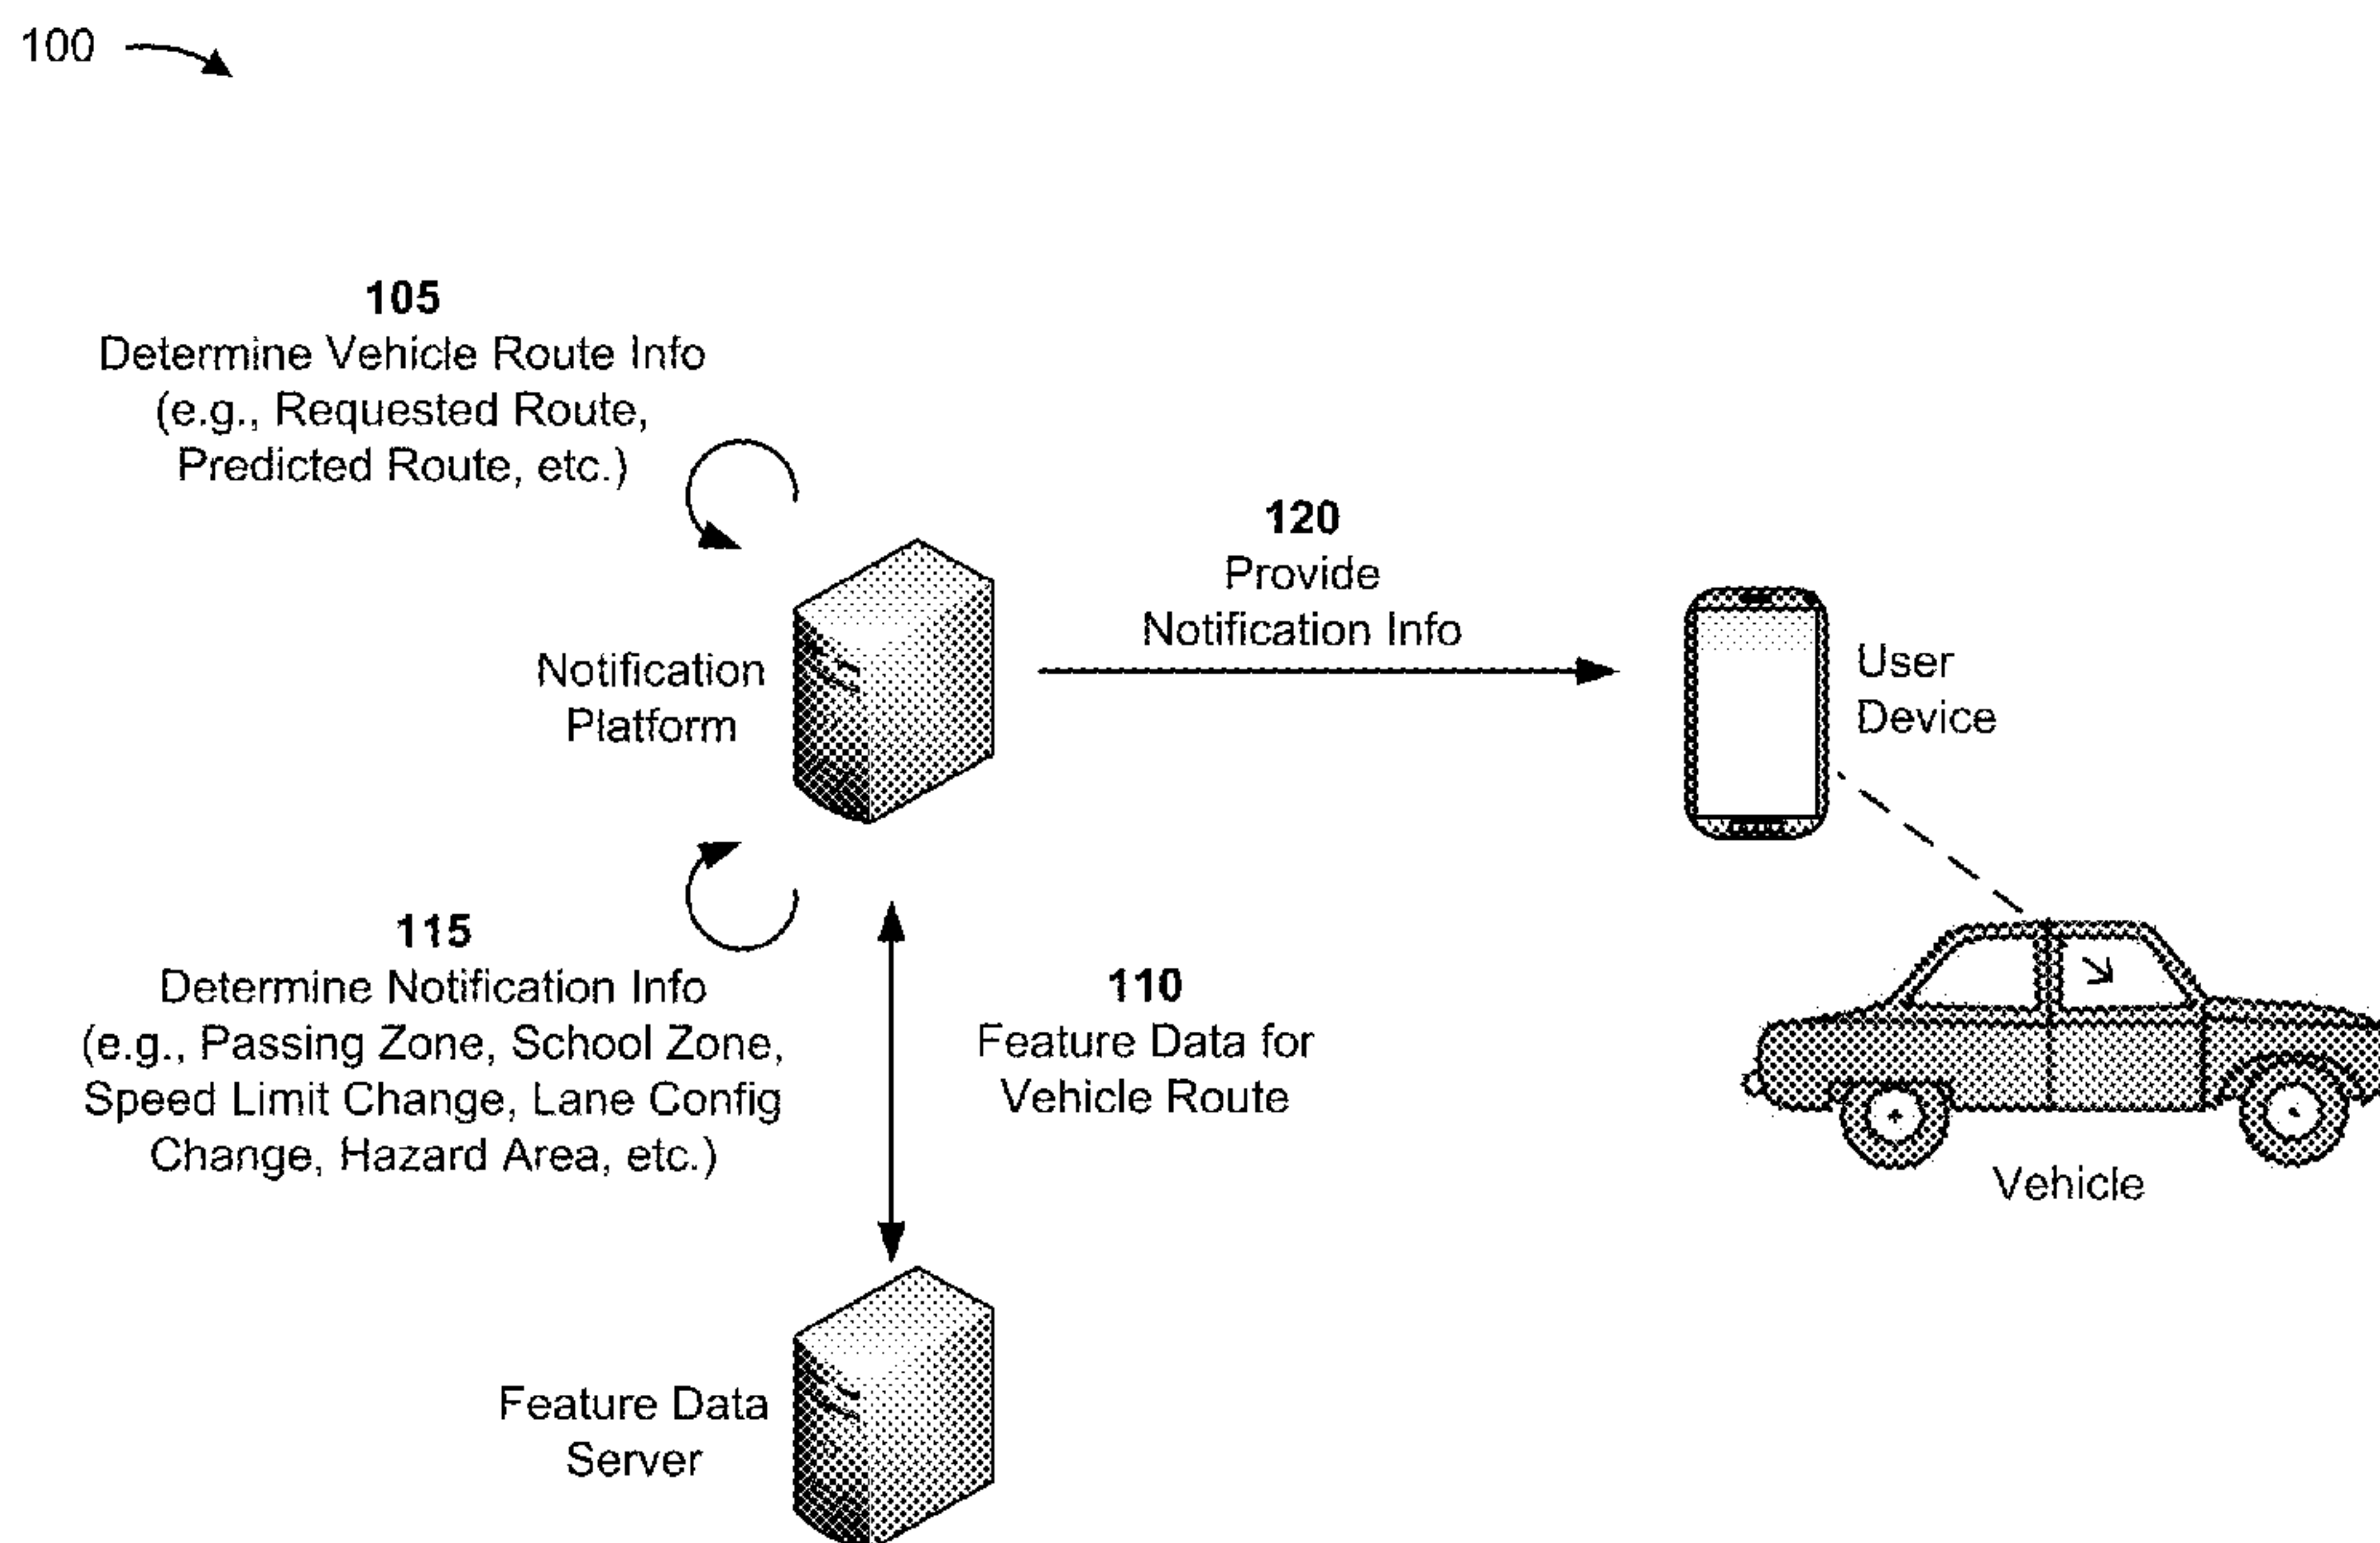 100
105
Determine Vehicle Route Info
(e.g., Requested Route,
Predicted Route, etc.)
120
Provide
Notification Info
Notification
Platform
User
Device
115
Determine Notification Info
(e.g., Passing Zone, School Zone,
Speed Limit Change, Lane Config
Change, Hazard Area, etc.)
110
Feature Data for
Vehicle Route
Vehicle
Feature Data
Server